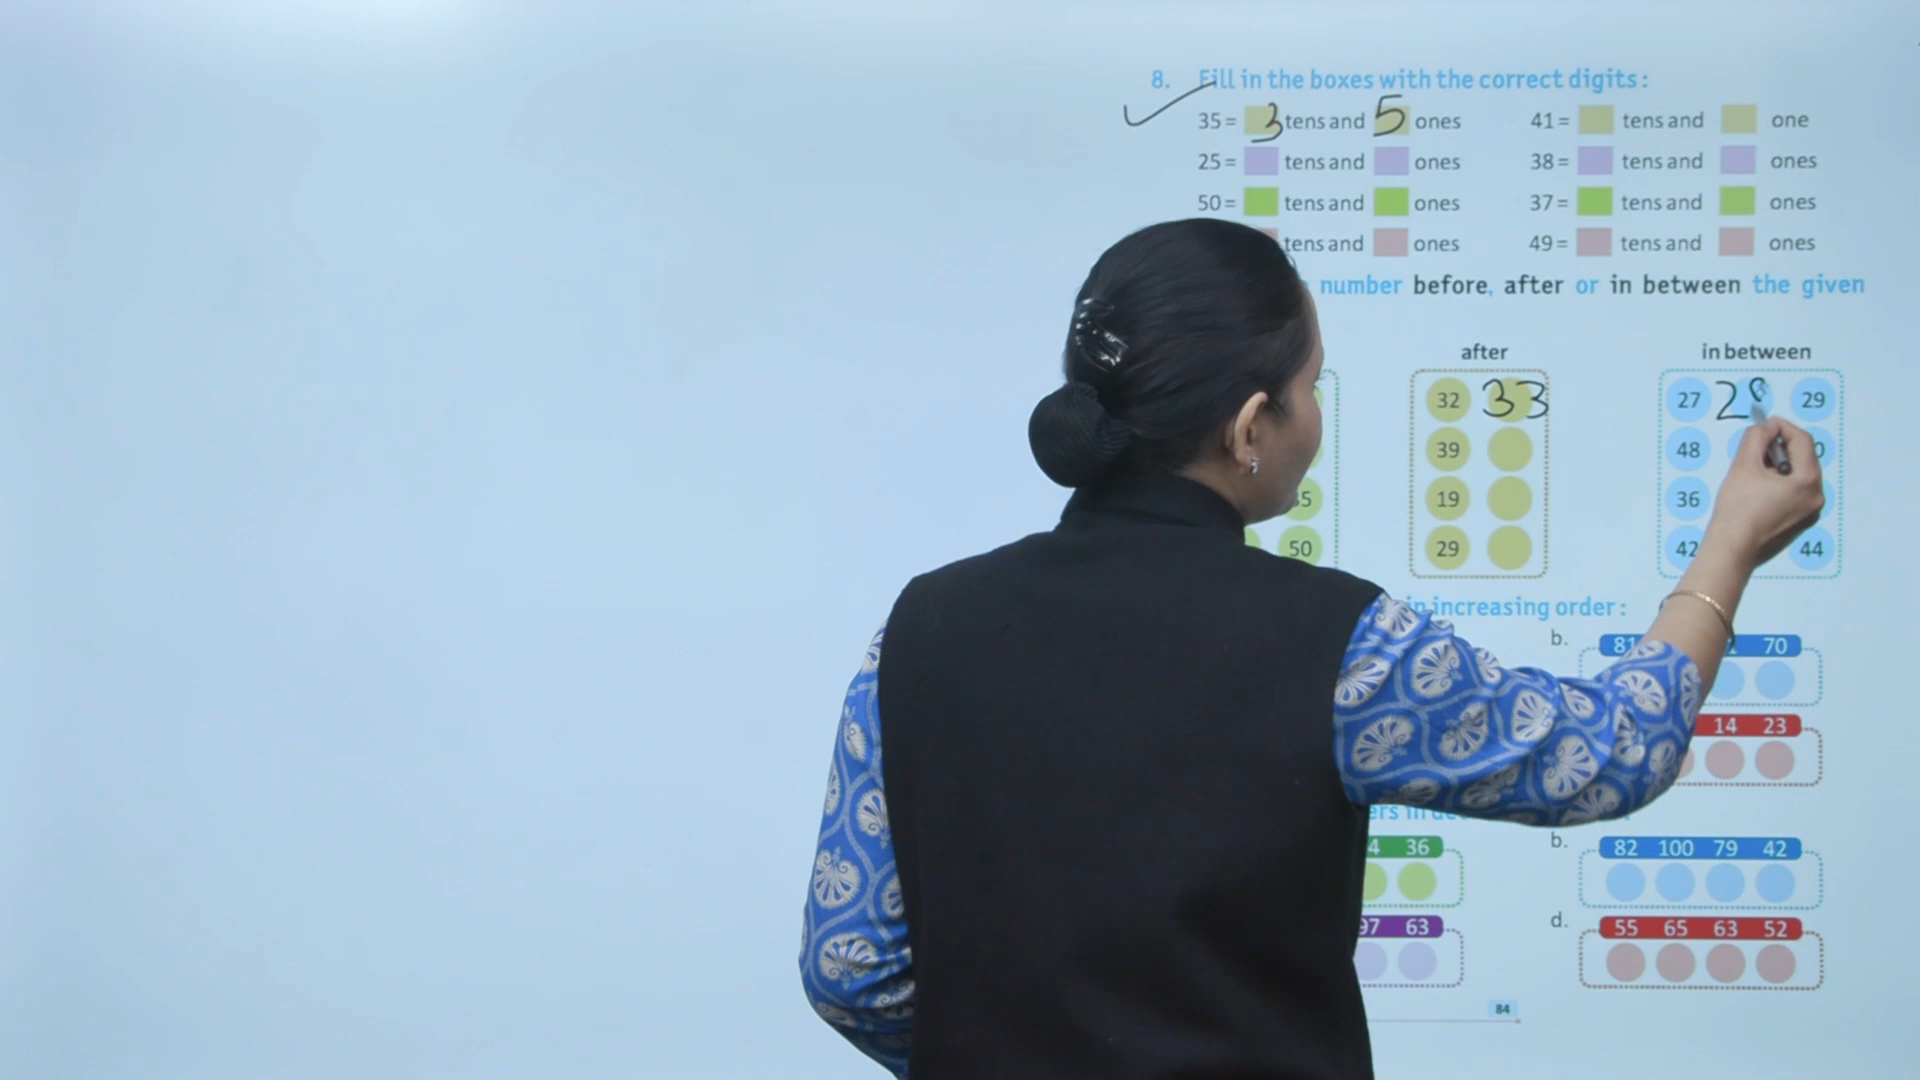 8. Fill in the boxes with the correct digits :
35 = 3 tens and 5 ones 41 = tens and one
25 = tens and ones 38 = tens and ones
50 = tens and ones 37 = tens and ones
tens and ones 49 = tens and ones
number before, after or in between the given
after in between
32 33 27 28 29
39 48
19 36
50 29 42 44
in increasing order :
b. 81 70
14 23
b. 82 100 79 42
36
d. 55 65 63 52
97 63
84